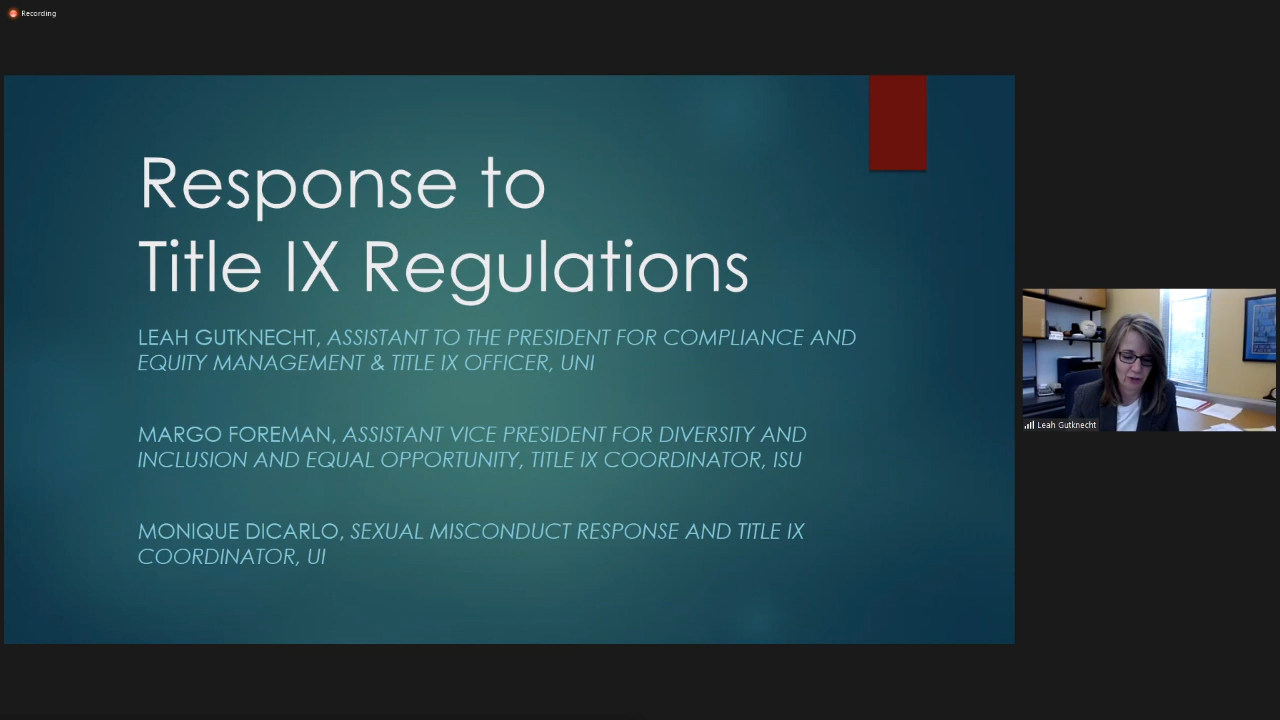 Recording
Response to
Title IX Regulations
LEAH GUTKNECHT, ASSISTANT TO THE PRESIDENT FOR COMPLIANCE AND
EQUITY MANAGEMENT & TITLE IX OFFICER, UNI
MARGO FOREMAN, ASSISTANT VICE PRESIDENT FOR DIVERSITY AND
INCLUSION AND EQUAL OPPORTUNITY, TITLE IX COORDINATOR, ISU
MONIQUE DICARLO, SEXUAL MISCONDUCT RESPONSE AND TITLE IX
COORDINATOR, UI
Leah Gutknecht